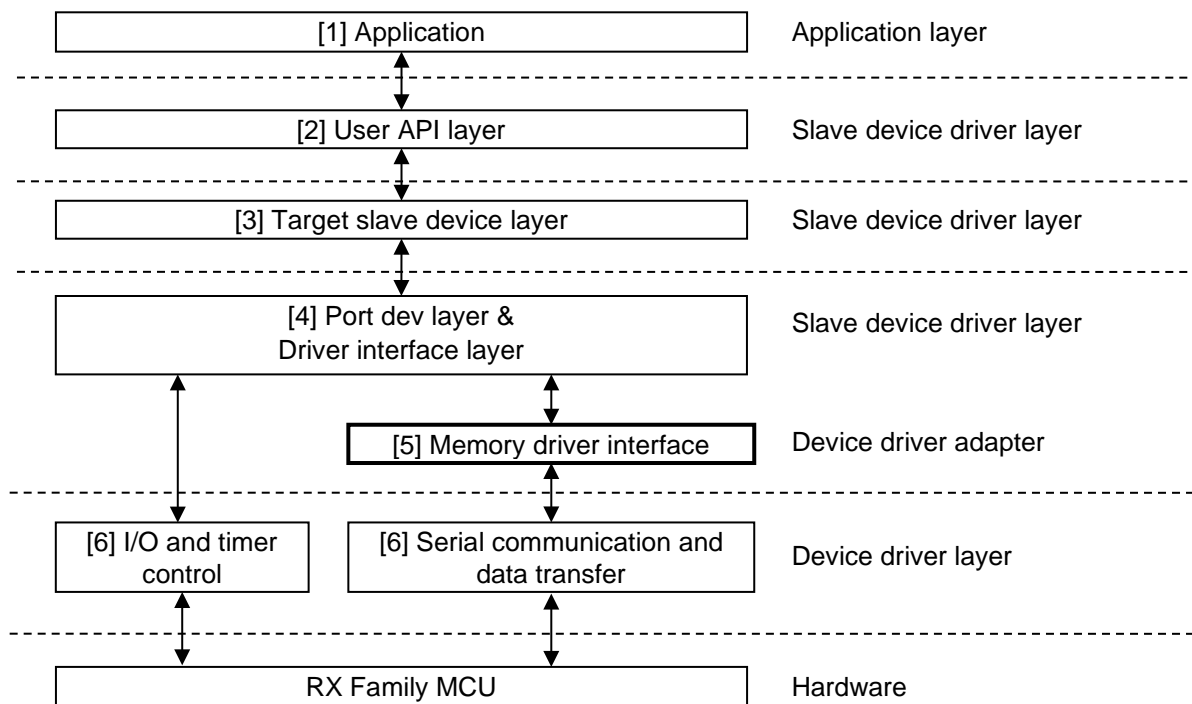 [1] Application
Application layer
[2] User API layer
Slave device driver layer
[3] Target slave device layer
Slave device driver layer
[4] Port dev layer &
Driver interface layer
Slave device driver layer
[5] Memory driver interface
Device driver adapter
[6] I/O and timer
control
[6] Serial communication and
data transfer
Device driver layer
RX Family MCU
Hardware